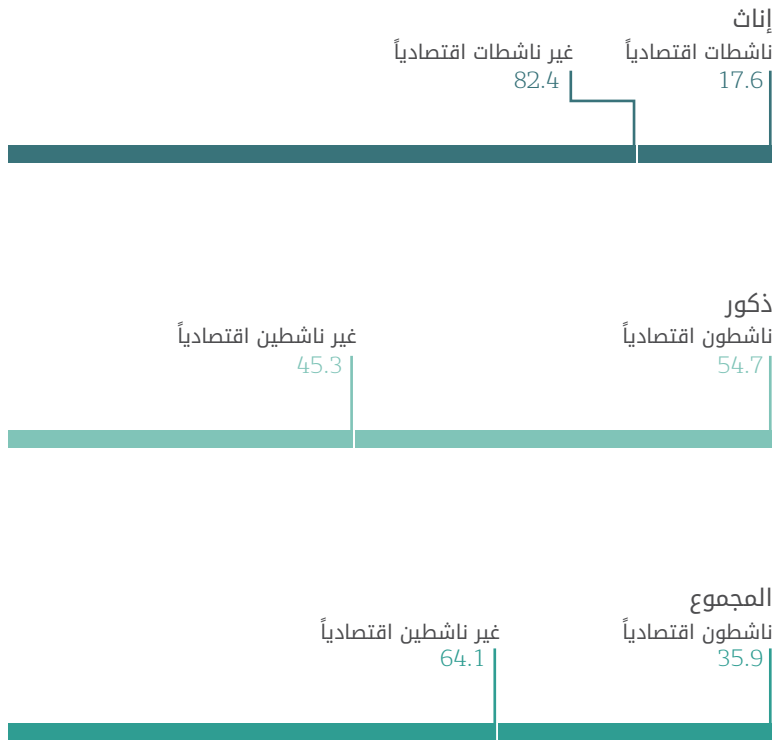 إناث
ناشطات اقتصادياً غير ناشطات اقتصادياً
17.6 82.4
ذكور
ناشطون اقتصادياً غير ناشطين اقتصادياً
54.7 45.3
المجموع
ناشطون اقتصادياً غير ناشطين اقتصادياً
35.9 64.1